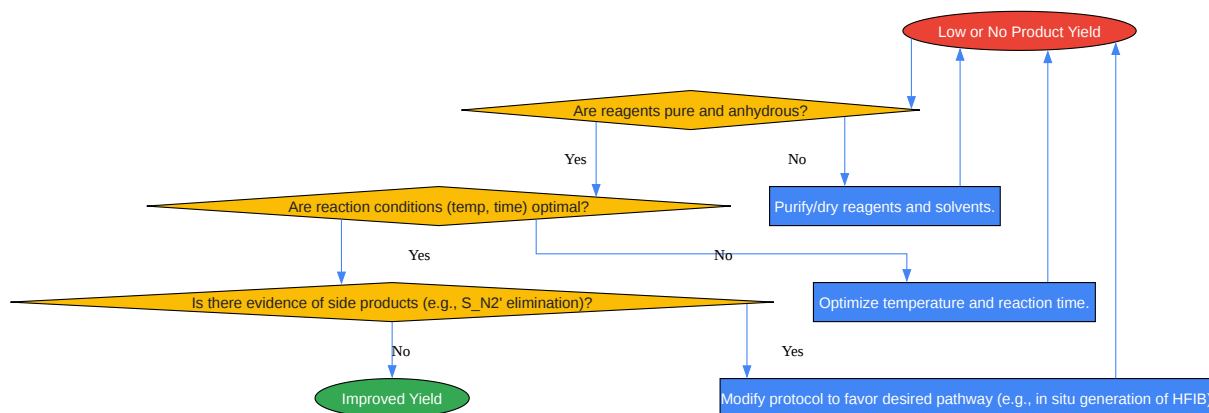 Low or No Product Yield
Are reagents pure and anhydrous?
Yes
No
Are reaction conditions (temp, time) optimal?
Purify/dry reagents and solvents.
Yes
No
Is there evidence of side products (e.g., S_N2' elimination)?
Optimize temperature and reaction time.
No
Yes
Improved Yield
Modify protocol to favor desired pathway (e.g., in situ generation of HFIB)